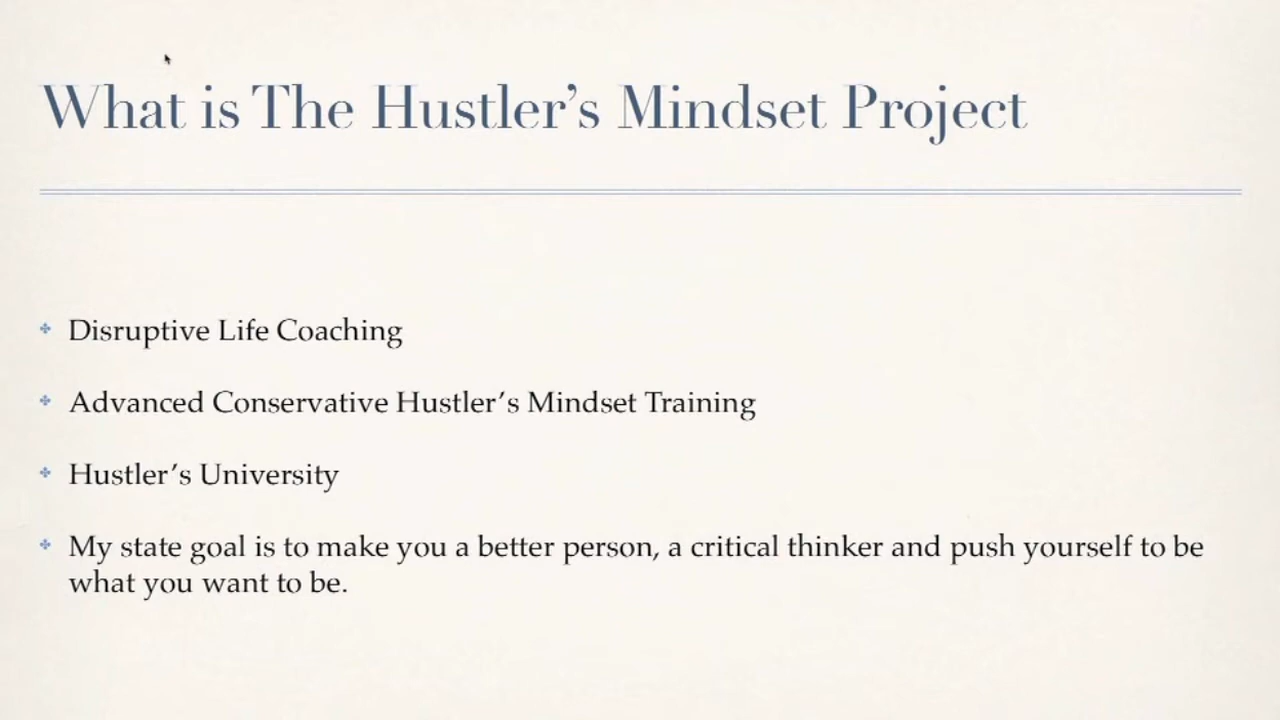 What is The Hustler’s Mindset Project
Disruptive Life Coaching
Advanced Conservative Hustler’s Mindset Training
Hustler’s University
My state goal is to make you a better person, a critical thinker and push yourself to be
what you want to be.